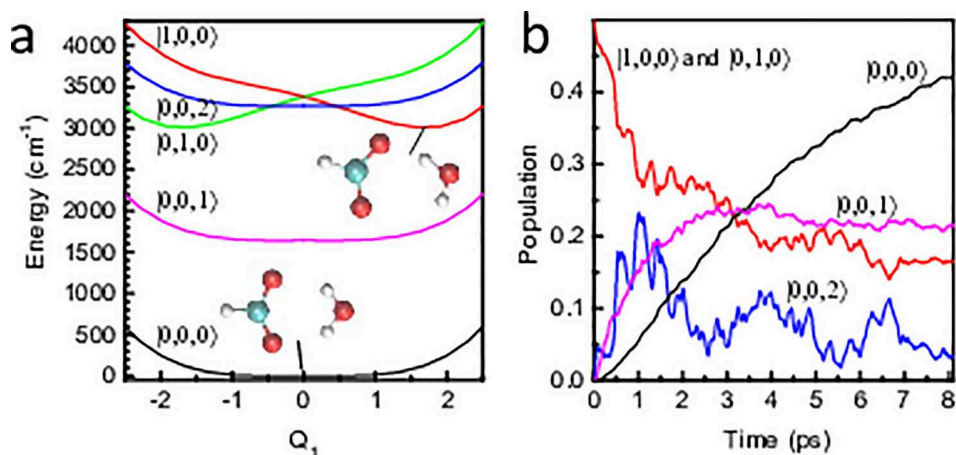 a
4000
3500
3000
2500
2000
1500
1000
500
0
Energy (cm⁻¹)
|1,0,0⟩
|0,0,2⟩
|0,1,0⟩
|0,0,1⟩
|0,0,0⟩
-2 -1 0 1 2
Q₁
b
0.4
0.3
0.2
0.1
0.0
Population
|1,0,0⟩ and |0,1,0⟩
|0,0,0⟩
|0,0,1⟩
|0,0,2⟩
0 1 2 3 4 5 6 7 8
Time (ps)